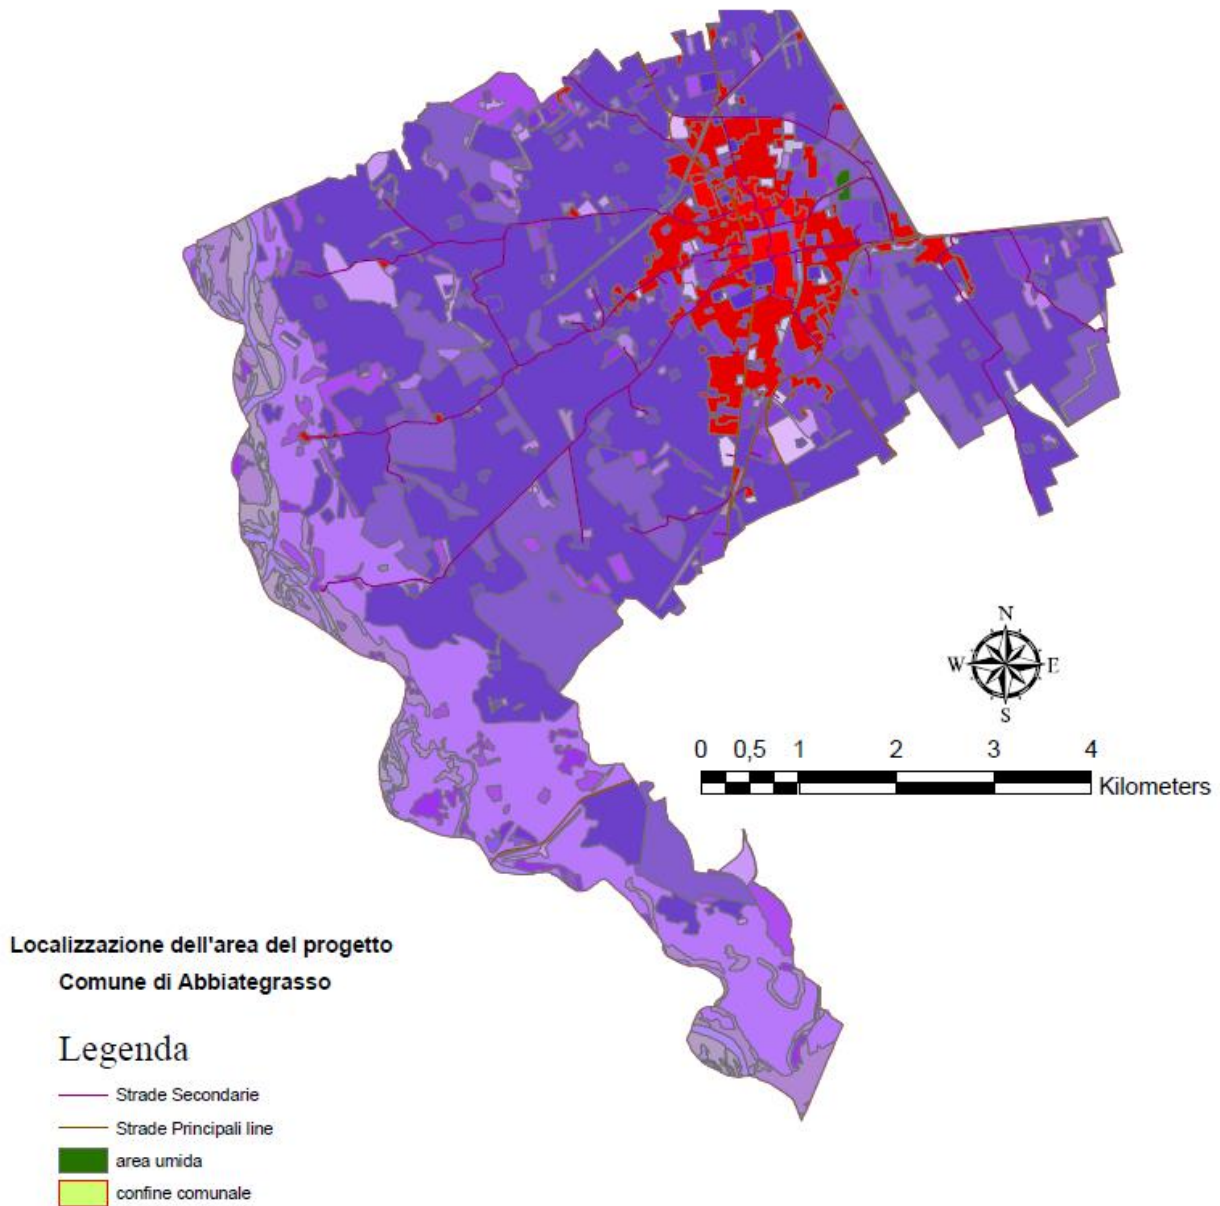 N
W E
S
0 0,5 1 2 3 4
Kilometers
Localizzazione dell'area del progetto
Comune di Abbiategrasso
Legenda
Strade Secondarie
Strade Principali line
area umida
confine comunale